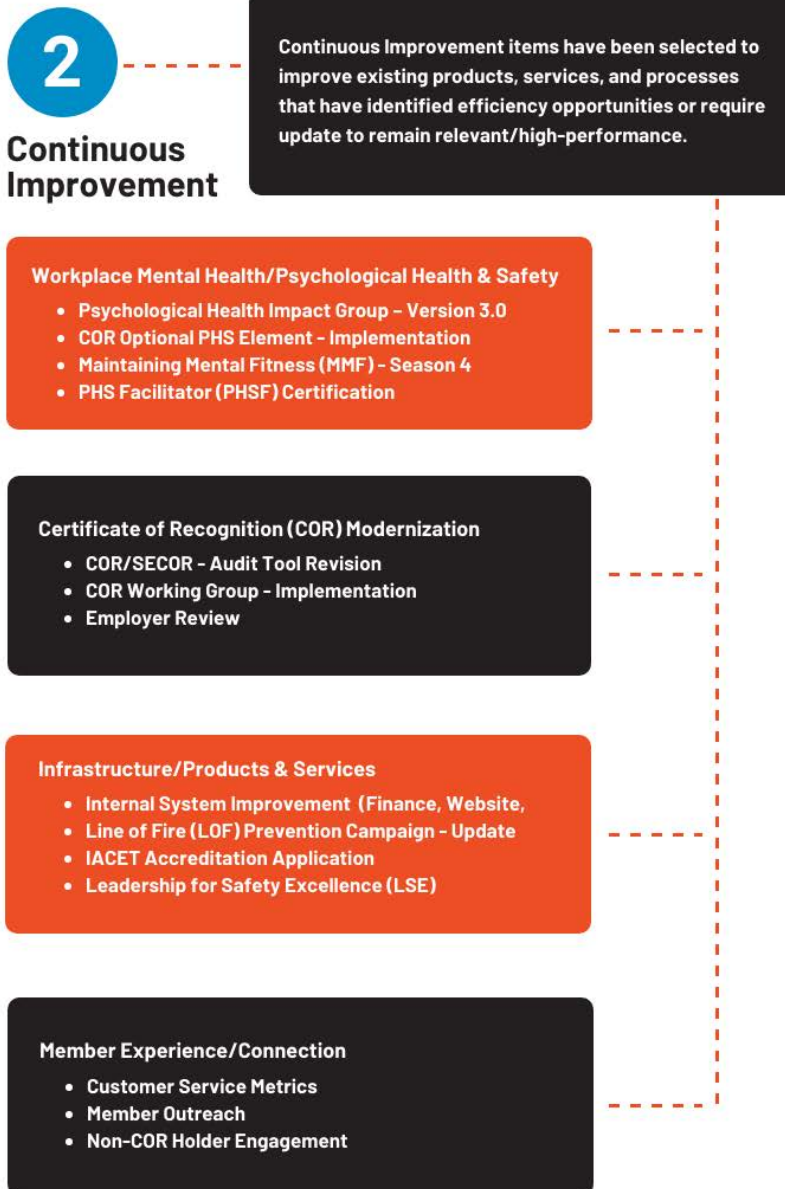 2
Continuous
Improvement
Continuous Improvement items have been selected to
improve existing products, services, and processes
that have identified efficiency opportunities or require
update to remain relevant/high-performance.
Workplace Mental Health/Psychological Health & Safety
• Psychological Health Impact Group – Version 3.0
• COR Optional PHS Element - Implementation
• Maintaining Mental Fitness (MMF) - Season 4
• PHS Facilitator (PHSF) Certification
Certificate of Recognition (COR) Modernization
• COR/SECOR - Audit Tool Revision
• COR Working Group - Implementation
• Employer Review
Infrastructure/Products & Services
• Internal System Improvement (Finance, Website,
• Line of Fire (LOF) Prevention Campaign - Update
• IACET Accreditation Application
• Leadership for Safety Excellence (LSE)
Member Experience/Connection
• Customer Service Metrics
• Member Outreach
• Non-COR Holder Engagement